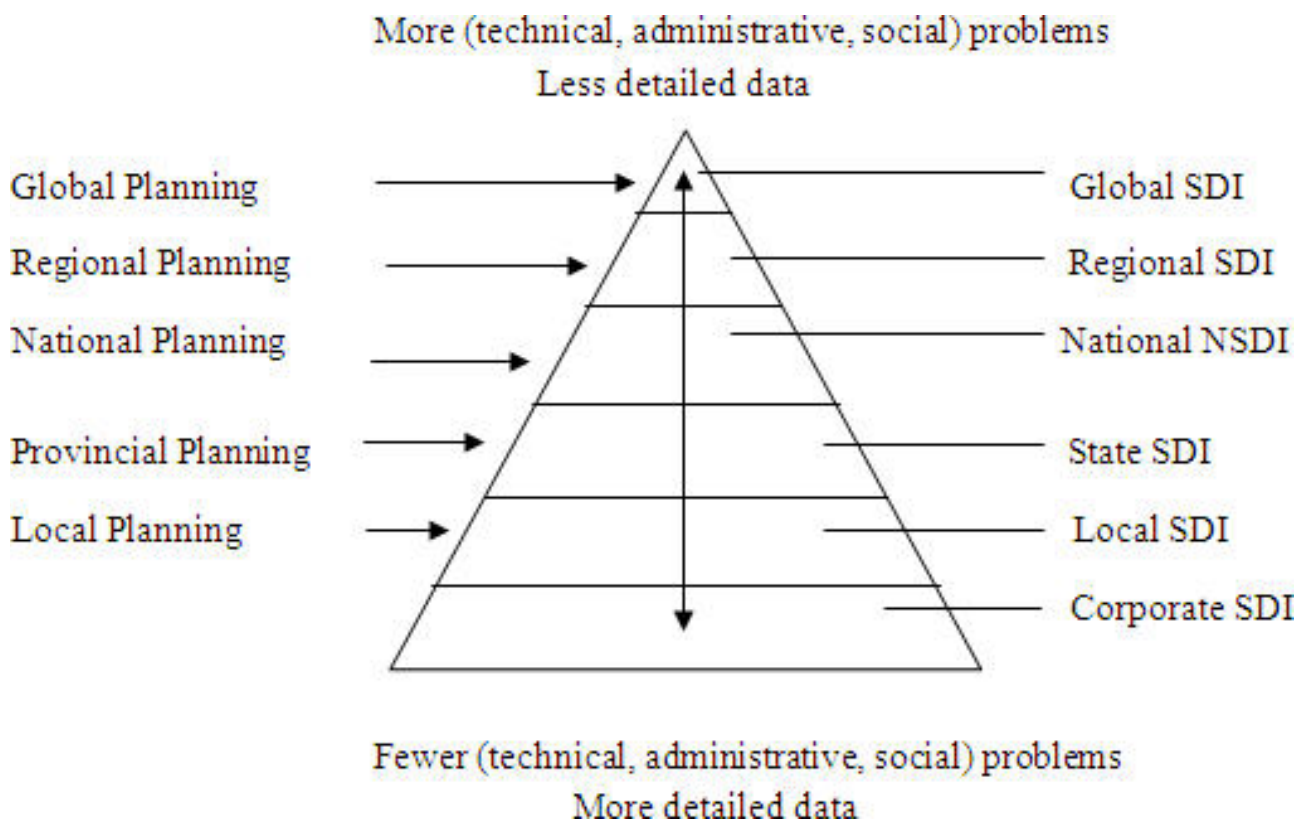 More (technical, administrative, social) problems
Less detailed data
Global Planning
Global SDI
Regional Planning
Regional SDI
National Planning
National NSDI
Provincial Planning
State SDI
Local Planning
Local SDI
Corporate SDI
Fewer (technical, administrative, social) problems
More detailed data